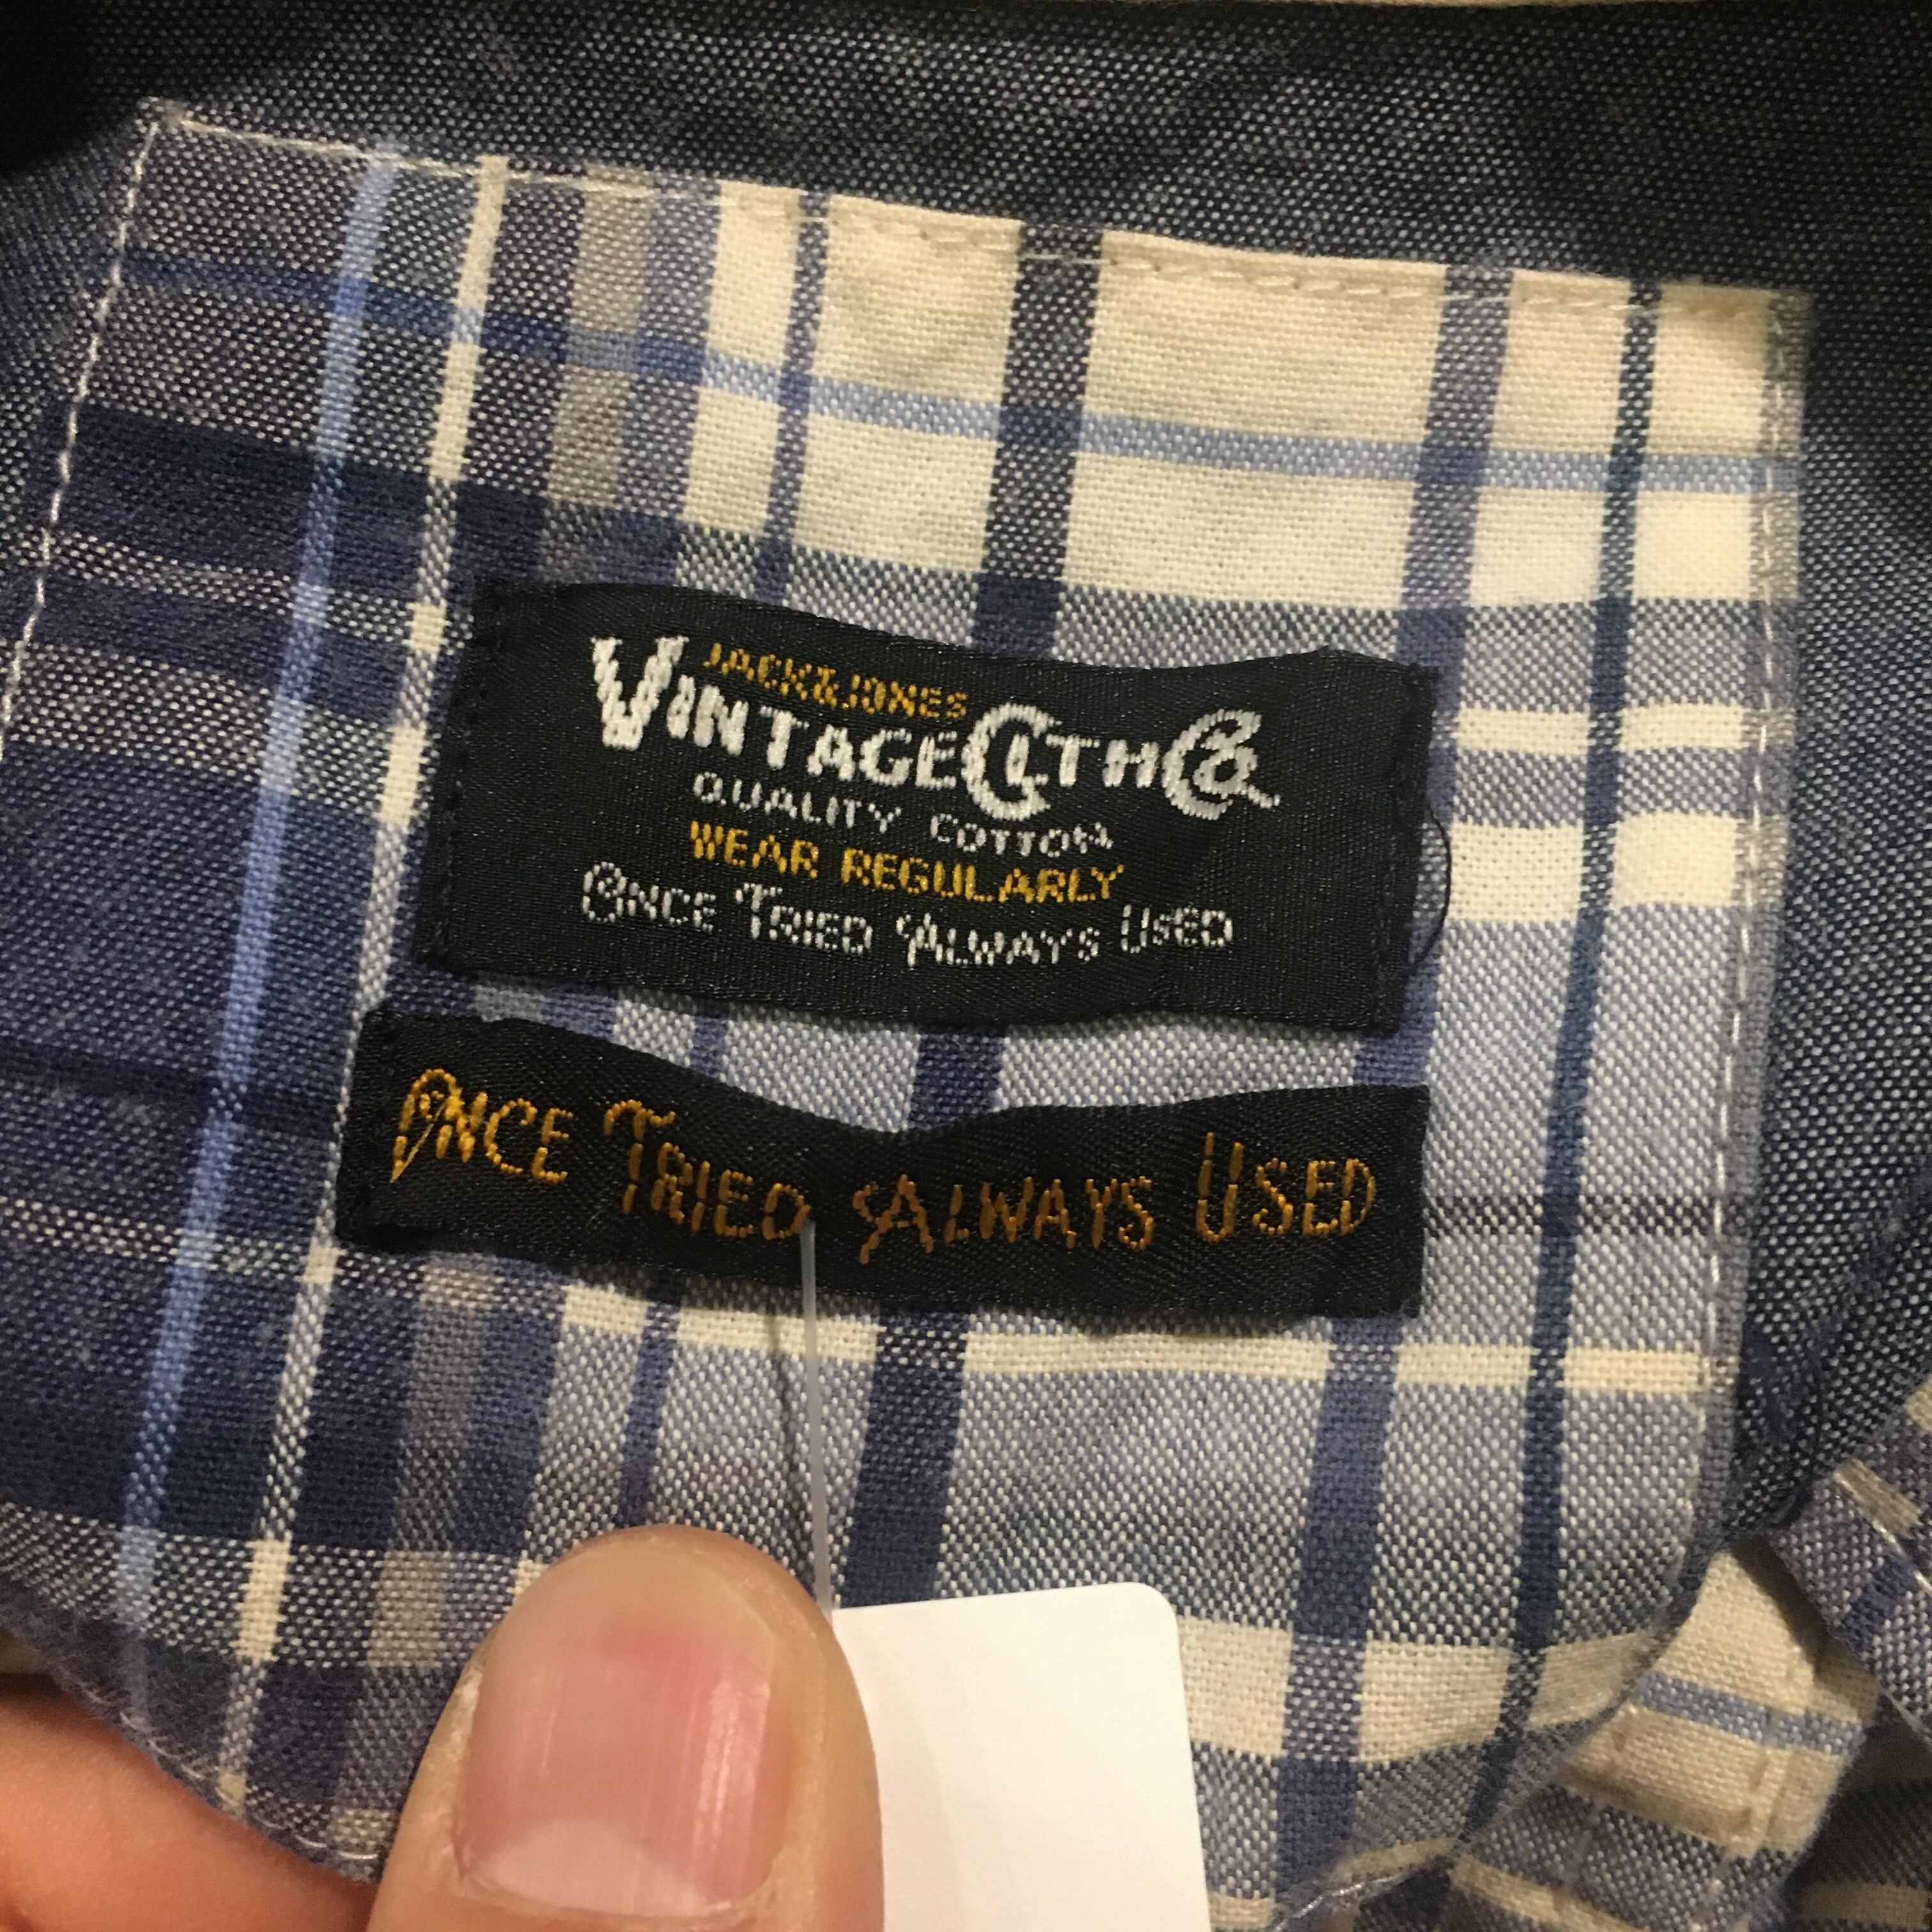 JACK&JONES
VINTAGE CLTH CO.
QUALITY COTTON
WEAR REGULARLY
ONCE TRIED ALWAYS USED
ONCE TRIED ALWAYS USED